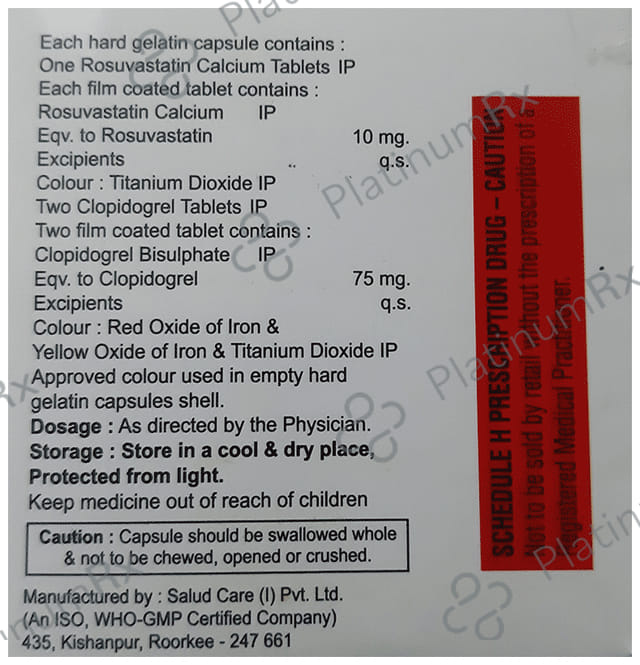 Each hard gelatin capsule contains :
One Rosuvastatin Calcium Tablets IP
Each film coated tablet contains :
Rosuvastatin Calcium IP
Eqv. to Rosuvastatin 10 mg.
Excipients .. q.s.
Colour : Titanium Dioxide IP
Two Clopidogrel Tablets IP
Two film coated tablet contains :
Clopidogrel Bisulphate IP
Eqv. to Clopidogrel 75 mg.
Excipients q.s.
Colour : Red Oxide of Iron &
Yellow Oxide of Iron & Titanium Dioxide IP
Approved colour used in empty hard
gelatin capsules shell.
Dosage : As directed by the Physician.
Storage : Store in a cool & dry place,
Protected from light.
Keep medicine out of reach of children
Caution : Capsule should be swallowed whole
& not to be chewed, opened or crushed.
Manufactured by : Salud Care (I) Pvt. Ltd.
(An ISO, WHO-GMP Certified Company)
435, Kishanpur, Roorkee - 247 661
SCHEDULE H PRESCRIPTION DRUG – CAUTION
Not to be sold by retail without the prescription of a
Registered Medical Practitioner.
PlatinumRx
PlatinumRx
PlatinumRx